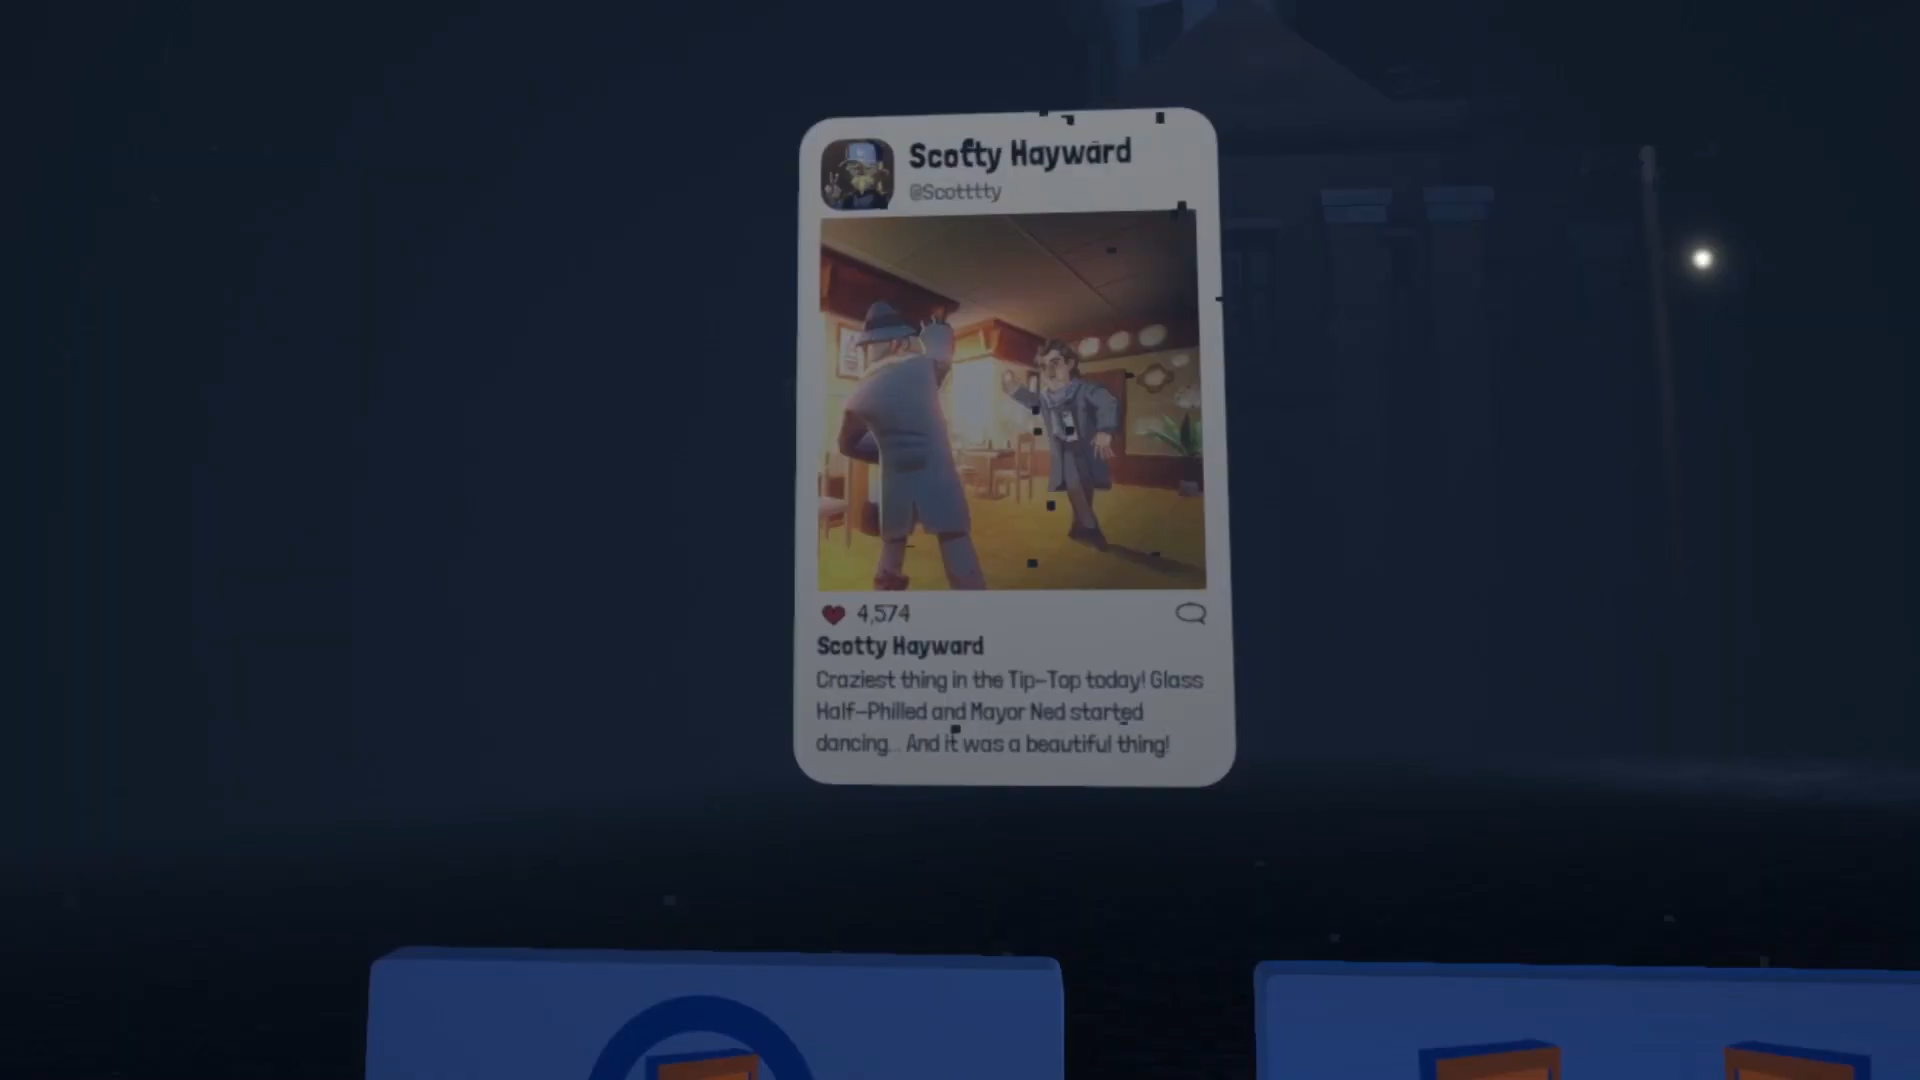 Scotty Hayward
@Scotttty
4,574
Scotty Hayward
Craziest thing in the Tip-Top today! Glass
Half-Philled and Mayor Ned started
dancing... And it was a beautiful thing!